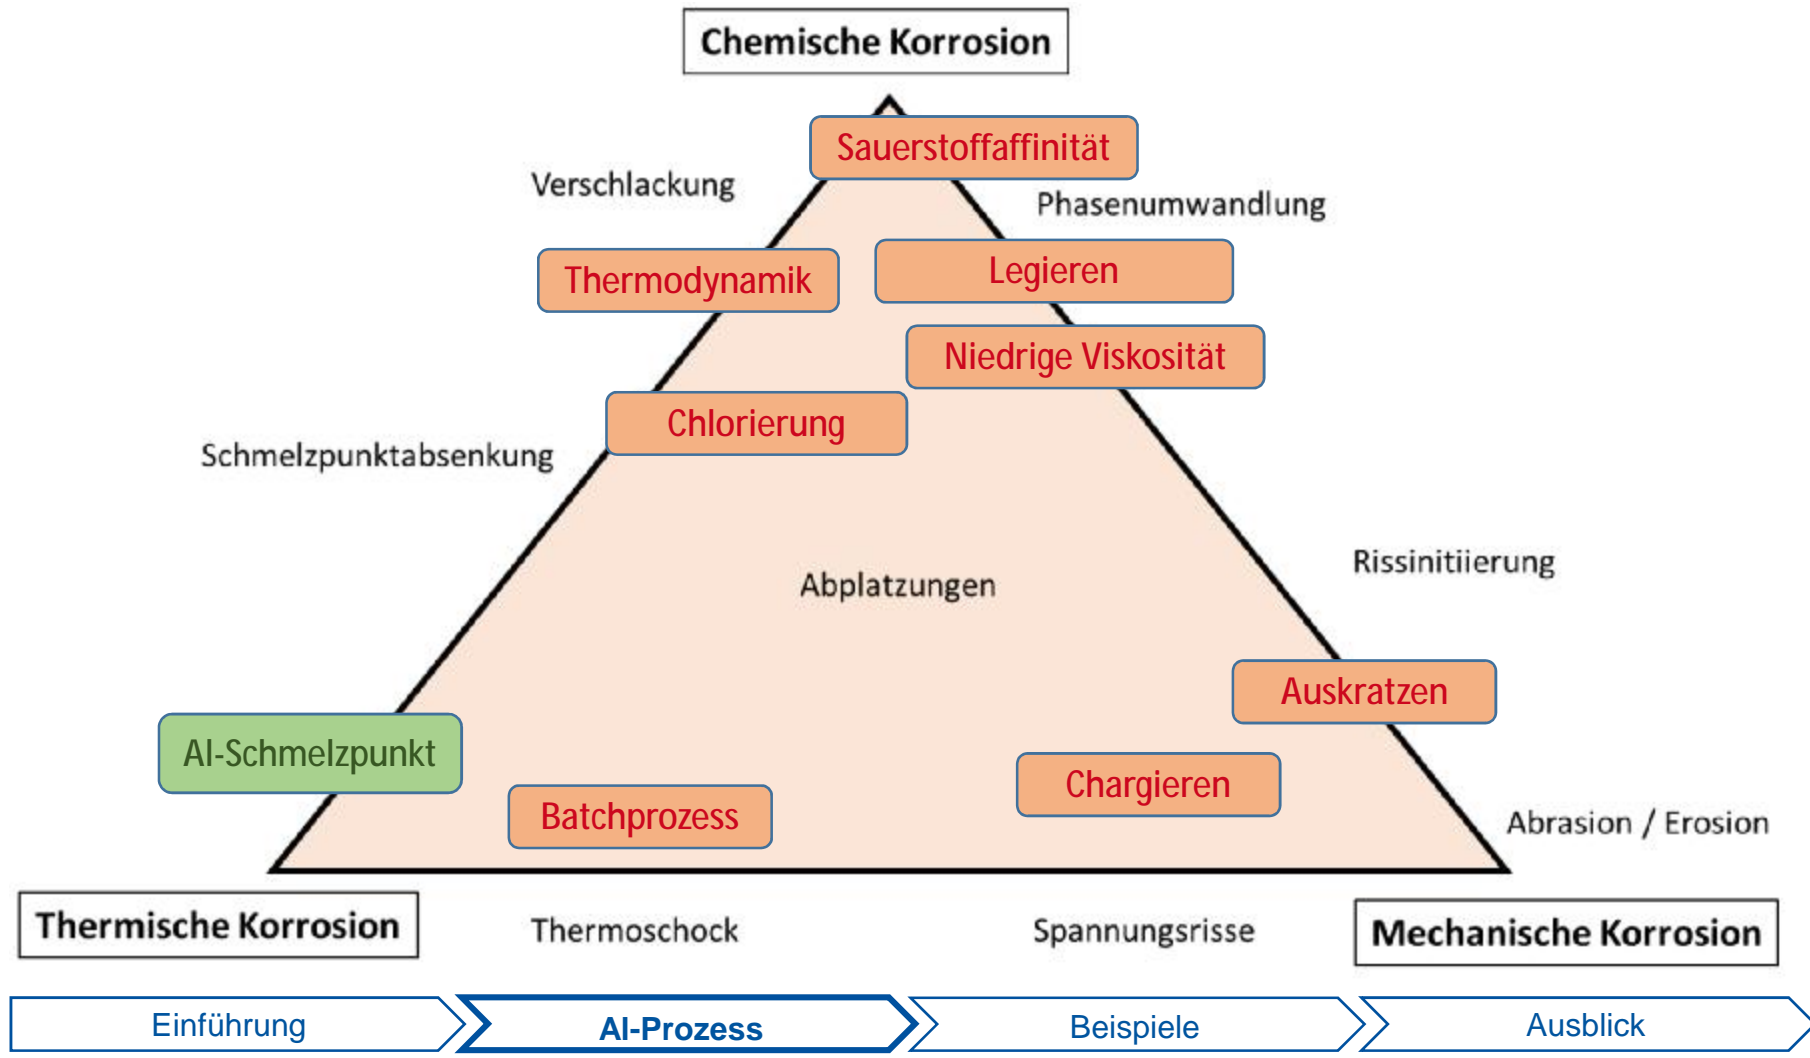 Chemische Korrosion
Sauerstoffaffinität
Verschlackung
Phasenumwandlung
Thermodynamik
Legieren
Niedrige Viskosität
Chlorierung
Schmelzpunktabsenkung
Abplatzungen
Rissinitiierung
Auskratzen
Al-Schmelzpunkt
Chargieren
Batchprozess
Abrasion / Erosion
Thermische Korrosion
Thermoschock
Spannungsrisse
Mechanische Korrosion
Einführung
Al-Prozess
Beispiele
Ausblick